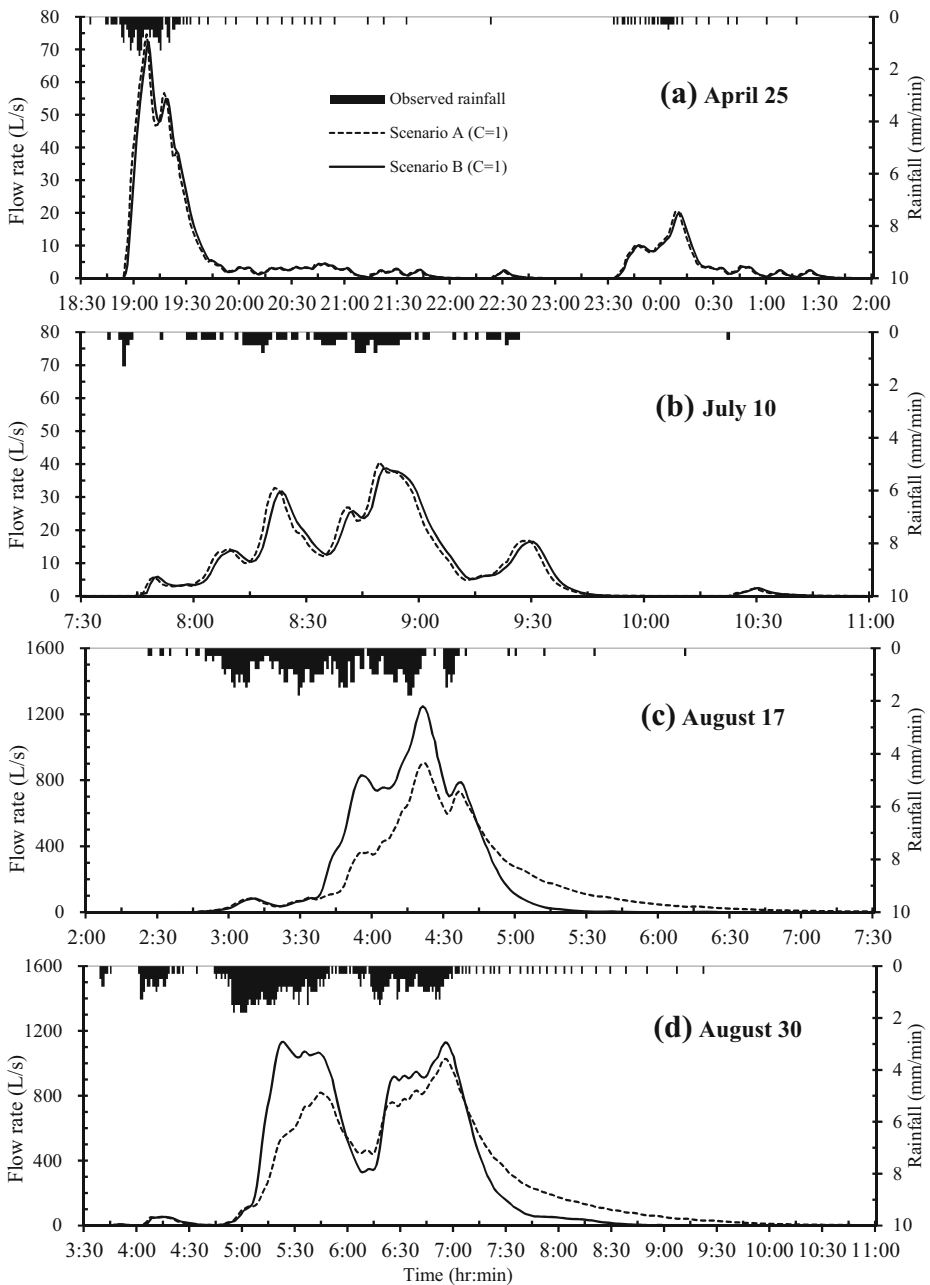 80
70
60
50
40
30
20
10
0
Flow rate (L/s)
0
2
4
6
8
10
Rainfall (mm/min)
(a) April 25
Observed rainfall
Scenario A (C=1)
Scenario B (C=1)
18:30 19:00 19:30 20:00 20:30 21:00 21:30 22:00 22:30 23:00 23:30 0:00 0:30 1:00 1:30 2:00
80
70
60
50
40
30
20
10
0
Flow rate (L/s)
0
2
4
6
8
10
Rainfall (mm/min)
(b) July 10
7:30 8:00 8:30 9:00 9:30 10:00 10:30 11:00
1600
1200
800
400
0
Flow rate (L/s)
0
2
4
6
8
10
Rainfall (mm/min)
(c) August 17
2:00 2:30 3:00 3:30 4:00 4:30 5:00 5:30 6:00 6:30 7:00 7:30
1600
1200
800
400
0
Flow rate (L/s)
0
2
4
6
8
10
Rainfall (mm/min)
(d) August 30
3:30 4:00 4:30 5:00 5:30 6:00 6:30 7:00 7:30 8:00 8:30 9:00 9:30 10:00 10:30 11:00
Time (hr:min)